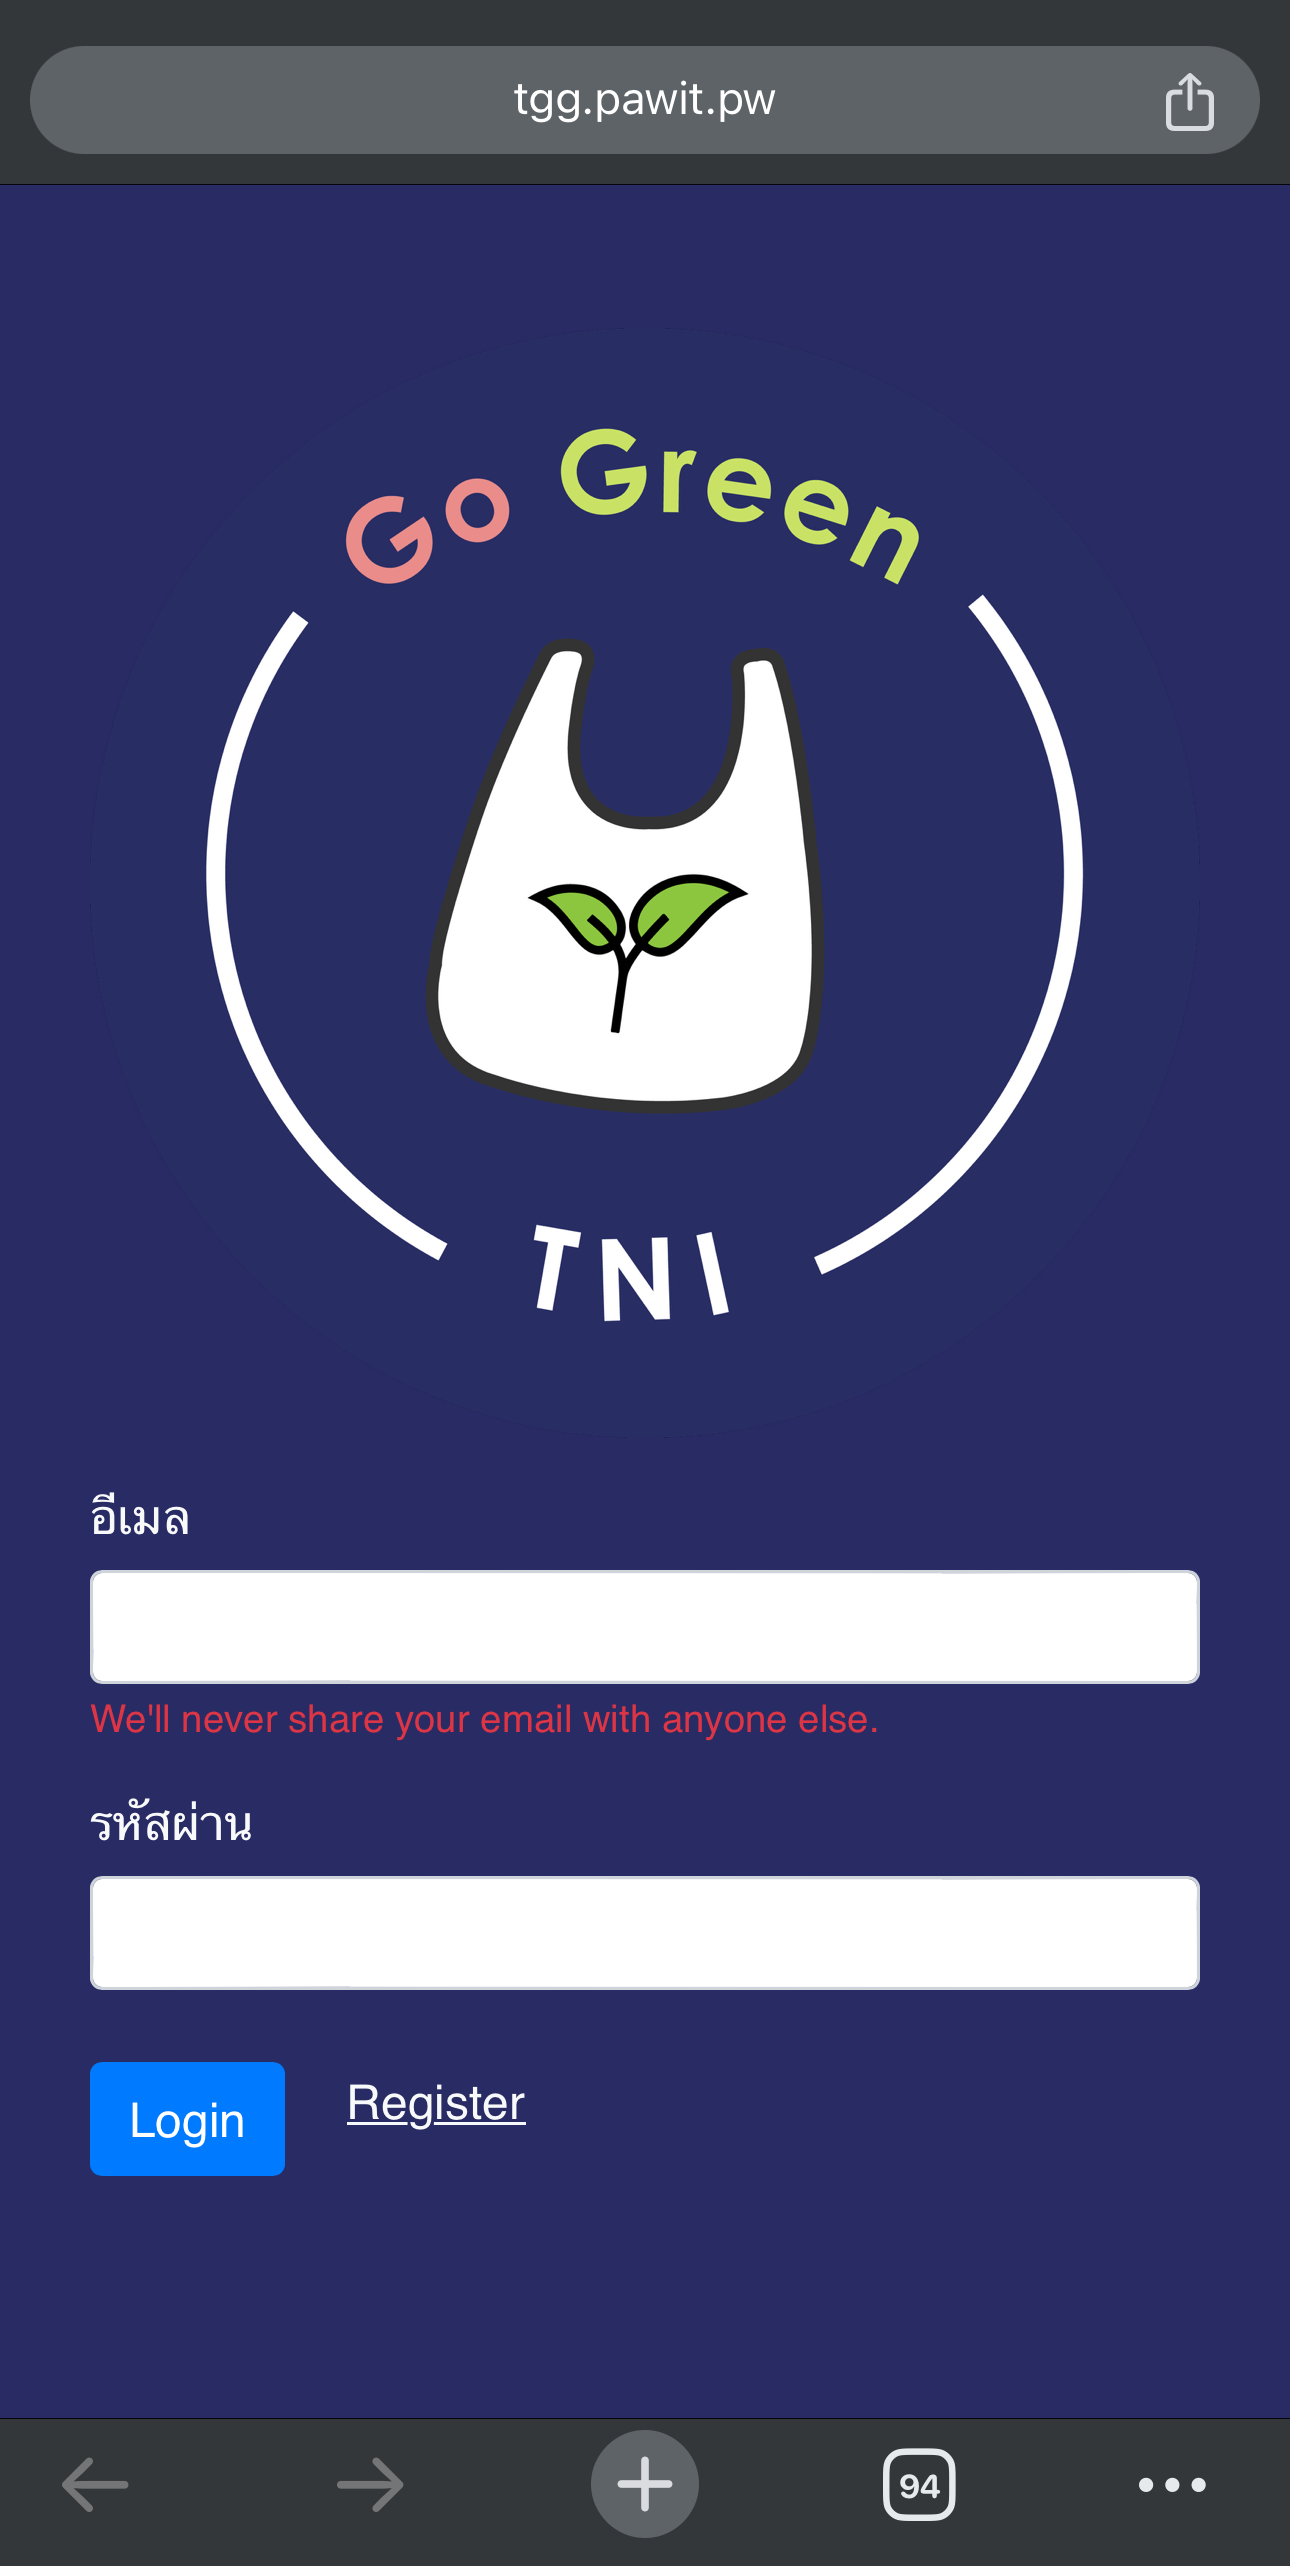 tgg.pawit.pw
Go Green
TNI
อีเมล
We'll never share your email with anyone else.
รหัสผ่าน
Login
Register
94